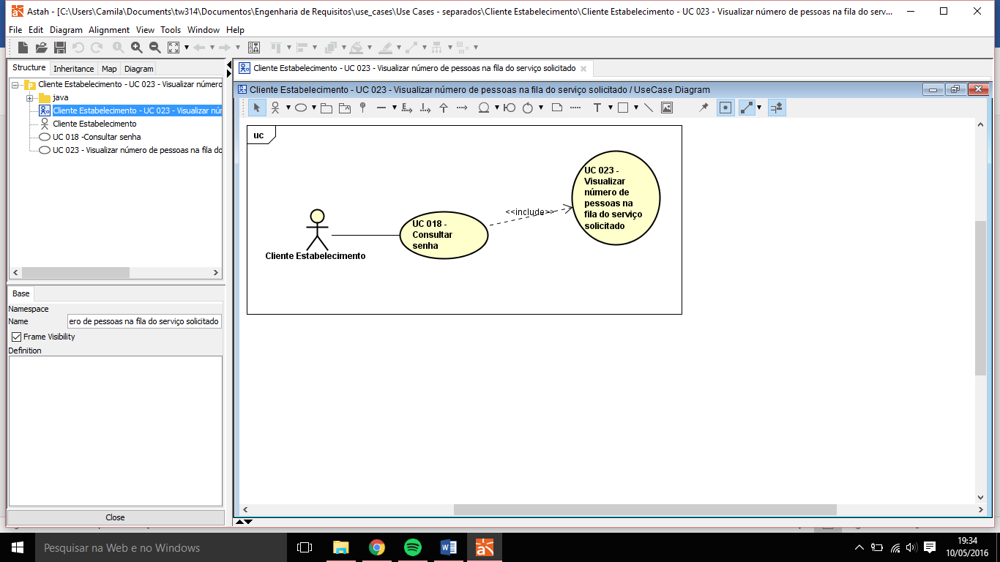 Astah - [C:\Users\Camila\Documents\tw314\Documentos\Engenharia de Requisitos\use_cases\Use Cases - separados\Cliente Estabelecimento\Cliente Estabelecimento - UC 023 - Visualizar número de pessoas na fila do serv...
File Edit Diagram Alignment View Tools Window Help
Structure Inheritance Map Diagram
Cliente Estabelecimento - UC 023 - Visualizar número
java
Cliente Estabelecimento - UC 023 - Visualizar nún
Cliente Estabelecimento
UC 018 -Consultar senha
UC 023 - Visualizar número de pessoas na fila do
Base
Namespace
Name ero de pessoas na fila do serviço solicitado
Frame Visibility
Definition
Close
Cliente Estabelecimento - UC 023 - Visualizar número de pessoas na fila do serviço solicitado
Cliente Estabelecimento - UC 023 - Visualizar número de pessoas na fila do serviço solicitado / UseCase Diagram
uc
Cliente Estabelecimento
UC 018 -
Consultar
senha
<<include>>
UC 023 -
Visualizar
número de
pessoas na
fila do serviço
solicitado
Pesquisar na Web e no Windows
19:34
10/05/2016